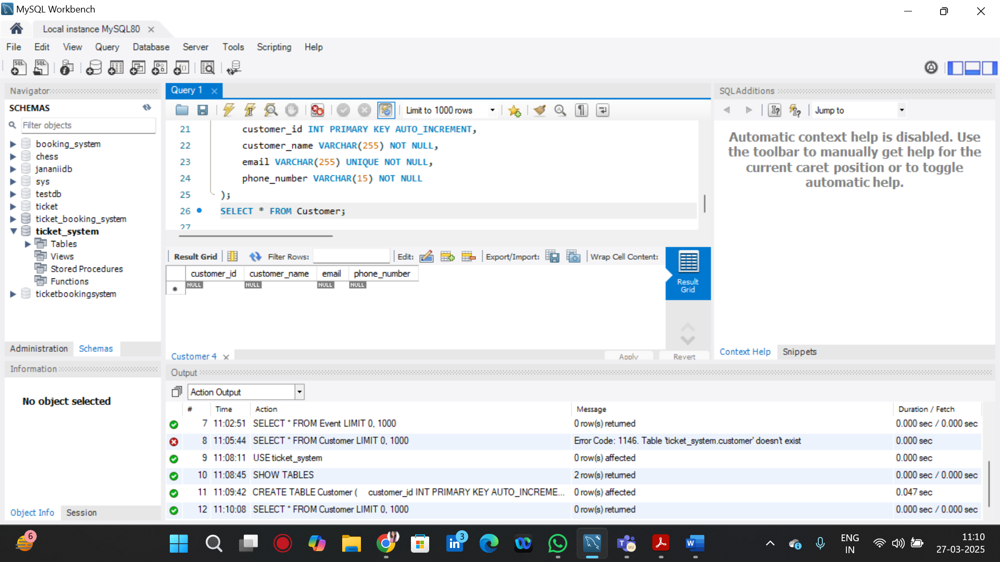 MySQL Workbench
Local instance MySQL80
File Edit View Query Database Server Tools Scripting Help
Navigator
SCHEMAS
Filter objects
booking_system
chess
jananiidb
sys
testdb
ticket
ticket_booking_system
ticket_system
Tables
Views
Stored Procedures
Functions
ticketbookingsystem
Administration Schemas
Information
No object selected
Object Info Session
Query 1
Limit to 1000 rows
21 customer_id INT PRIMARY KEY AUTO_INCREMENT,
22 customer_name VARCHAR(255) NOT NULL,
23 email VARCHAR(255) UNIQUE NOT NULL,
24 phone_number VARCHAR(15) NOT NULL
25 );
26 SELECT * FROM Customer;
27
Result Grid Filter Rows: Edit: Export/Import: Wrap Cell Content:
customer_id customer_name email phone_number
NULL NULL NULL NULL
Result
Grid
Customer 4
Apply Revert
SQLAdditions
Jump to
Automatic context help is disabled. Use
the toolbar to manually get help for the
current caret position or to toggle
automatic help.
Context Help Snippets
Output
Action Output
# Time Action Message Duration / Fetch
7 11:02:51 SELECT * FROM Event LIMIT 0, 1000 0 row(s) returned 0.000 sec / 0.000 sec
8 11:05:44 SELECT * FROM Customer LIMIT 0, 1000 Error Code: 1146. Table 'ticket_system.customer' doesn't exist 0.000 sec
9 11:08:11 USE ticket_system 0 row(s) affected 0.000 sec
10 11:08:45 SHOW TABLES 2 row(s) returned 0.000 sec / 0.000 sec
11 11:09:42 CREATE TABLE Customer ( customer_id INT PRIMARY KEY AUTO_INCREME... 0 row(s) affected 0.047 sec
12 11:10:08 SELECT * FROM Customer LIMIT 0, 1000 0 row(s) returned 0.000 sec / 0.000 sec
6
3
ENG
IN
11:10
27-03-2025